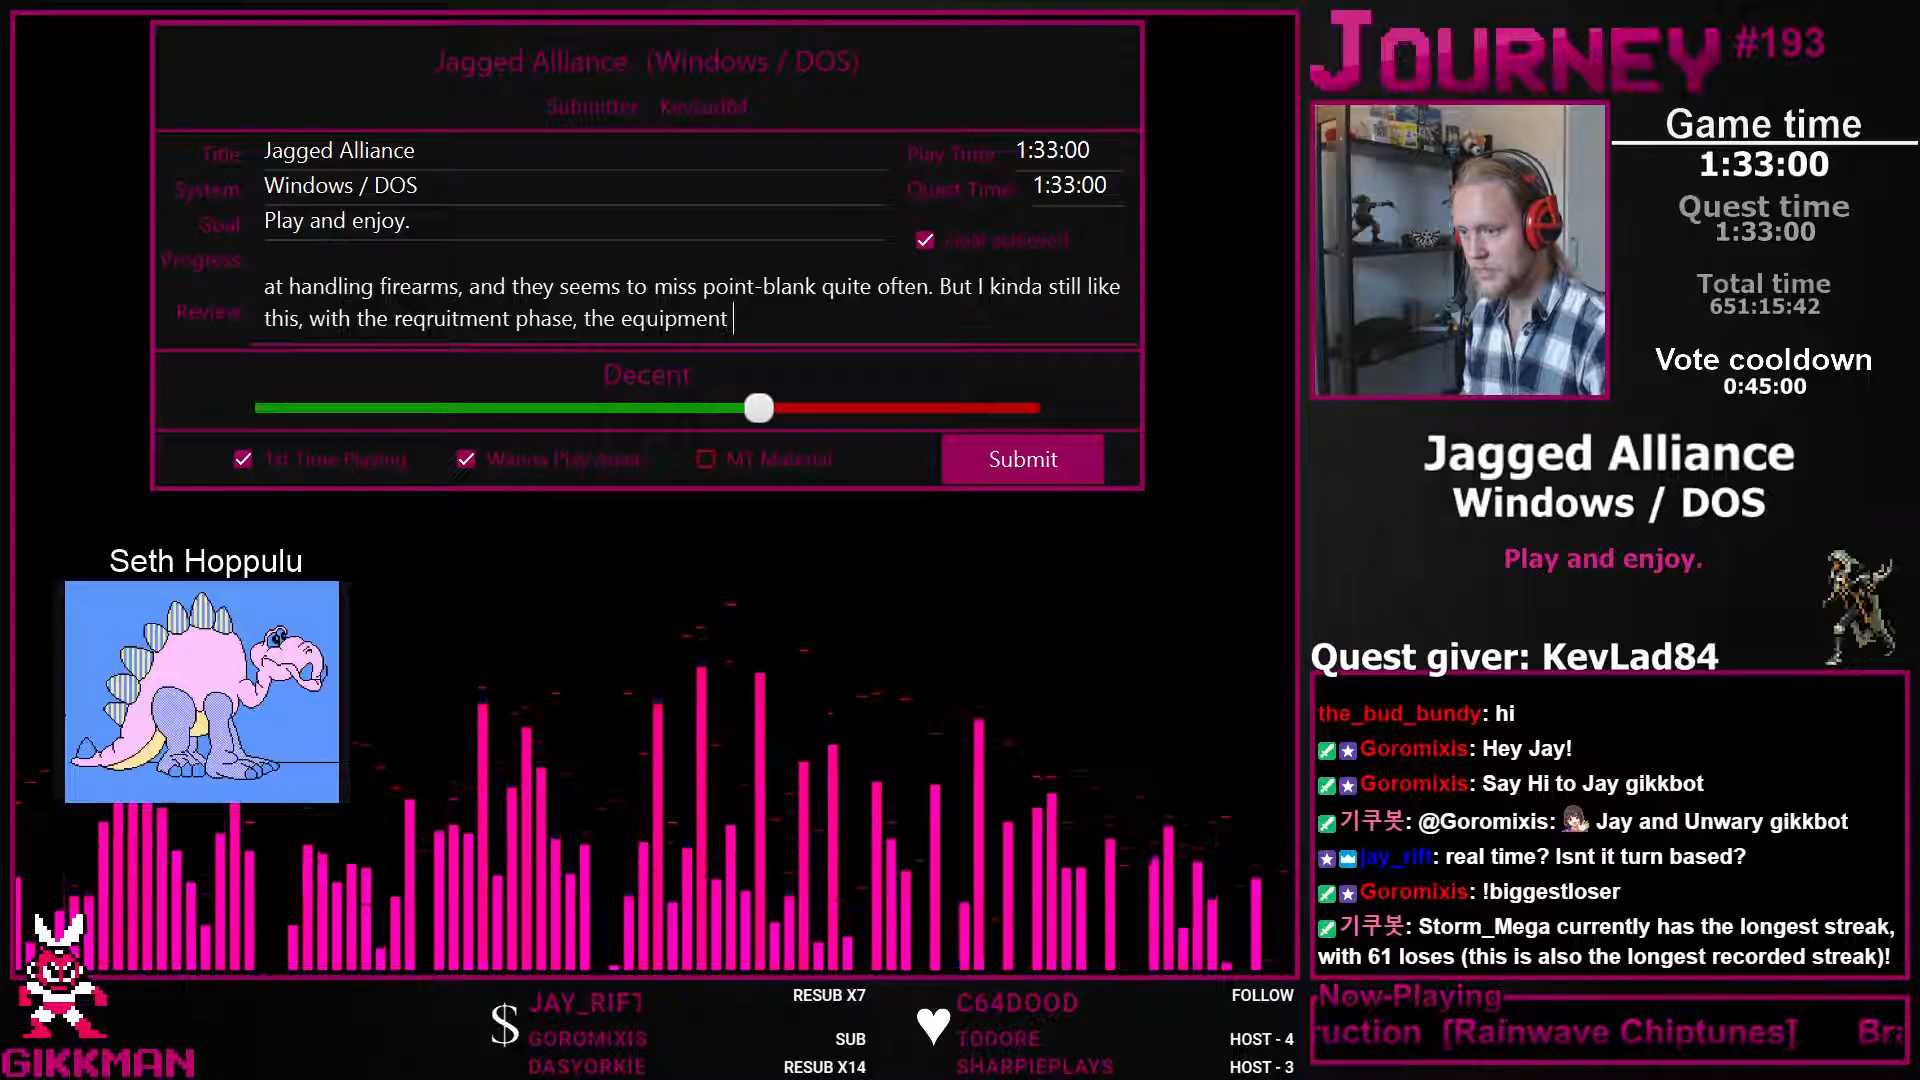 Jagged Alliance (Windows / DOS)
Submitter KevLad84
Title Jagged Alliance
Play Time: 1:33:00
System Windows / DOS
Quest Time: 1:33:00
Goal Play and enjoy.
Goal achieved!
Progress
at handling firearms, and they seems to miss point-blank quite often. But I kinda still like
Review this, with the reqruitment phase, the equipment
Decent
1st Time Playing
Wanna Play Again
MT Material
Submit
Seth Hoppulu
GIKKMAN
$ JAY_RIFT RESUB X7
GOROMIXIS SUB
DASYORKIE RESUB X14
C64DOOD FOLLOW
TODORE HOST - 4
SHARPIEPLAYS HOST - 3
JOURNEY #193
Game time
1:33:00
Quest time
1:33:00
Total time
651:15:42
Vote cooldown
0:45:00
Jagged Alliance
Windows / DOS
Play and enjoy.
Quest giver: KevLad84
the_bud_bundy: hi
Goromixis: Hey Jay!
Goromixis: Say Hi to Jay gikkbot
기쿠봇: @Goromixis: Jay and Unwary gikkbot
jay_rift: real time? Isnt it turn based?
Goromixis: !biggestloser
기쿠봇: Storm_Mega currently has the longest streak,
with 61 loses (this is also the longest recorded streak)!
Now-Playing
ruction [Rainwave Chiptunes]